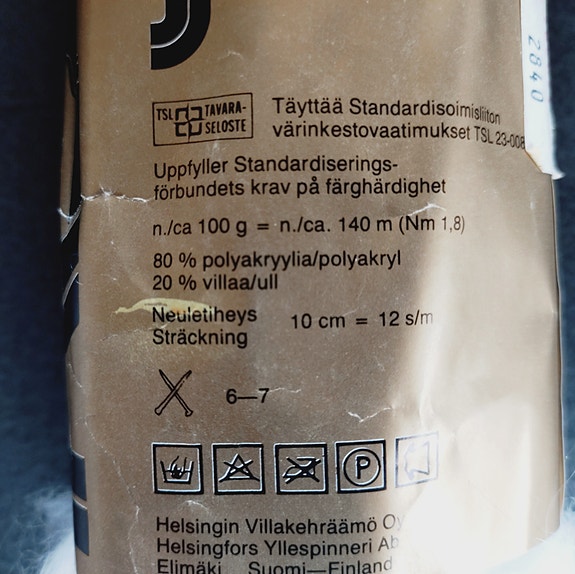 2840
TSL TAVARA-
SELOSTE
Täyttää Standardisoimisliiton
värinkestovaatimukset TSL 23-008
Uppfyller Standardiserings-
förbundets krav på färghärdighet
n./ca 100 g = n./ca. 140 m (Nm 1,8)
80 % polyakryylia/polyakryl
20 % villaa/ull
Neuletiheys
Sträckning
10 cm = 12 s/m
6—7
P
Helsingin Villakehräämö Oy
Helsingfors Yllespinneri Ab
Elimäki Suomi—Finland